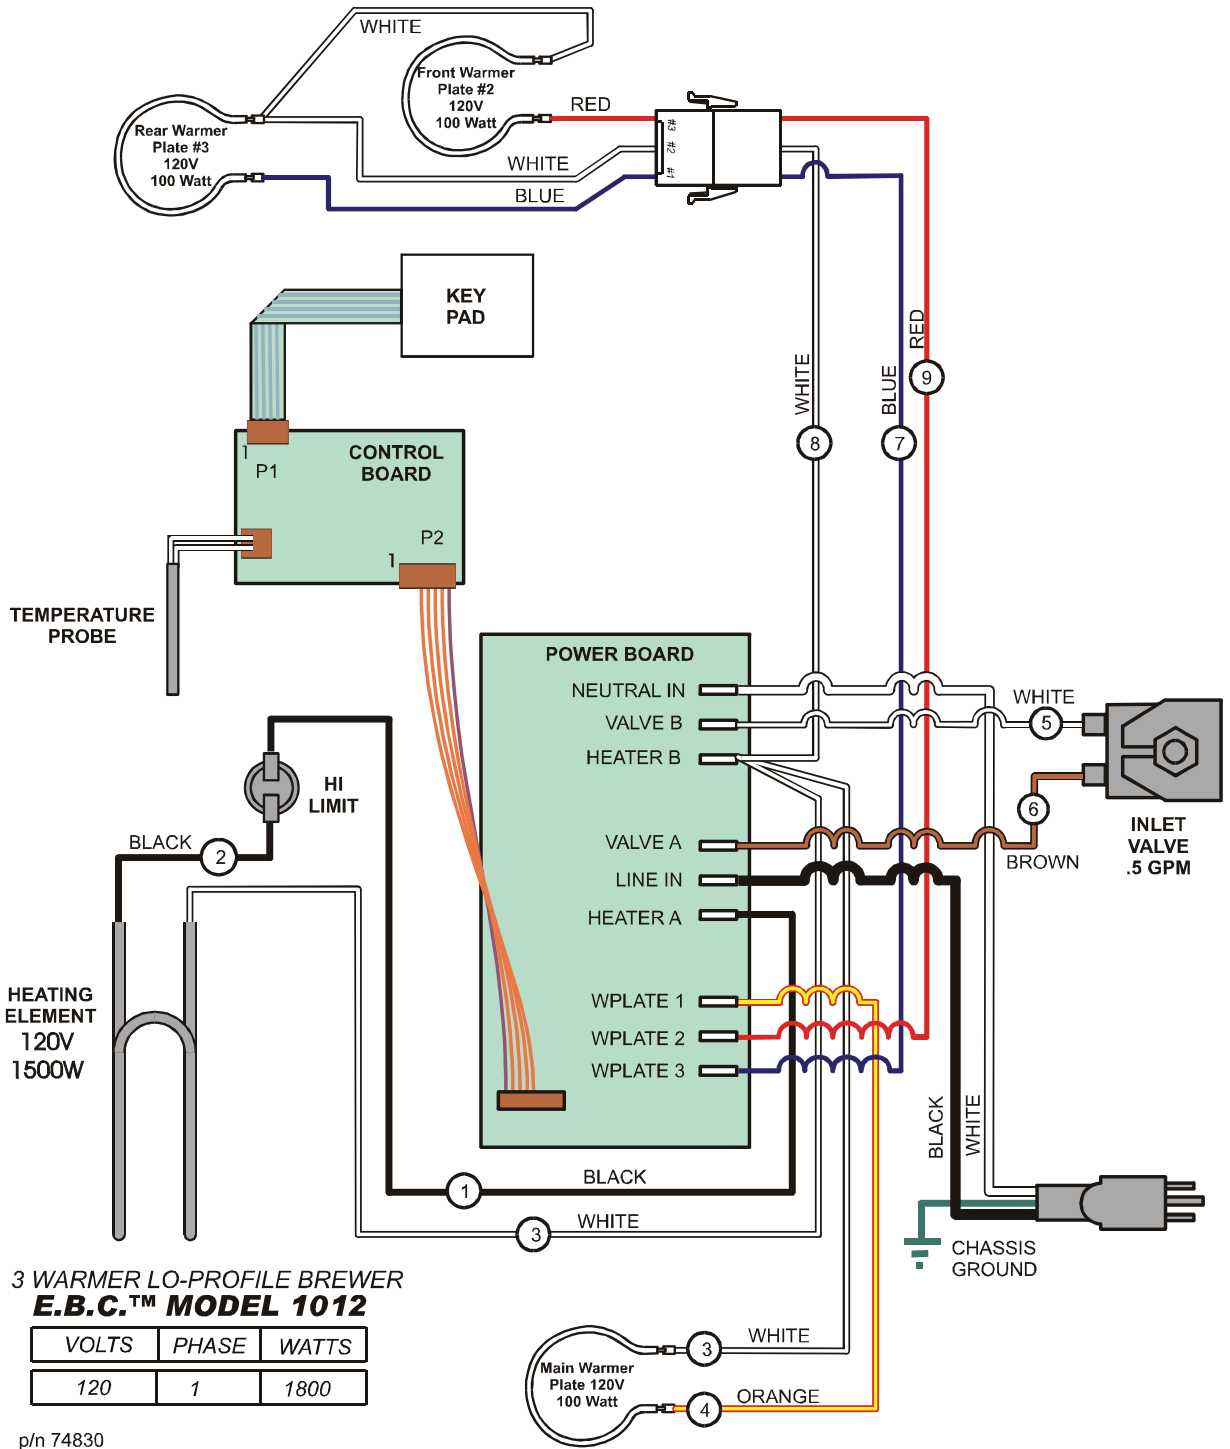 WHITE
Front Warmer
Plate #2
120V
100 Watt
RED
Rear Warmer
Plate #3
120V
100 Watt
WHITE
BLUE
#3
#2
#1
KEY
PAD
RED
9
WHITE
BLUE
8
7
1
P1
CONTROL
BOARD
P2
1
TEMPERATURE
PROBE
POWER BOARD
NEUTRAL IN
VALVE B
HEATER B
VALVE A
LINE IN
HEATER A
WPLATE 1
WPLATE 2
WPLATE 3
WHITE
5
6
BROWN
INLET
VALVE
.5 GPM
HI
LIMIT
BLACK
2
HEATING
ELEMENT
120V
1500W
BLACK
WHITE
BLACK
1
WHITE
3
CHASSIS
GROUND
3 WARMER LO-PROFILE BREWER
E.B.C.™ MODEL 1012
VOLTS PHASE WATTS
120 1 1800
Main Warmer
Plate 120V
100 Watt
WHITE
3
ORANGE
4
p/n 74830